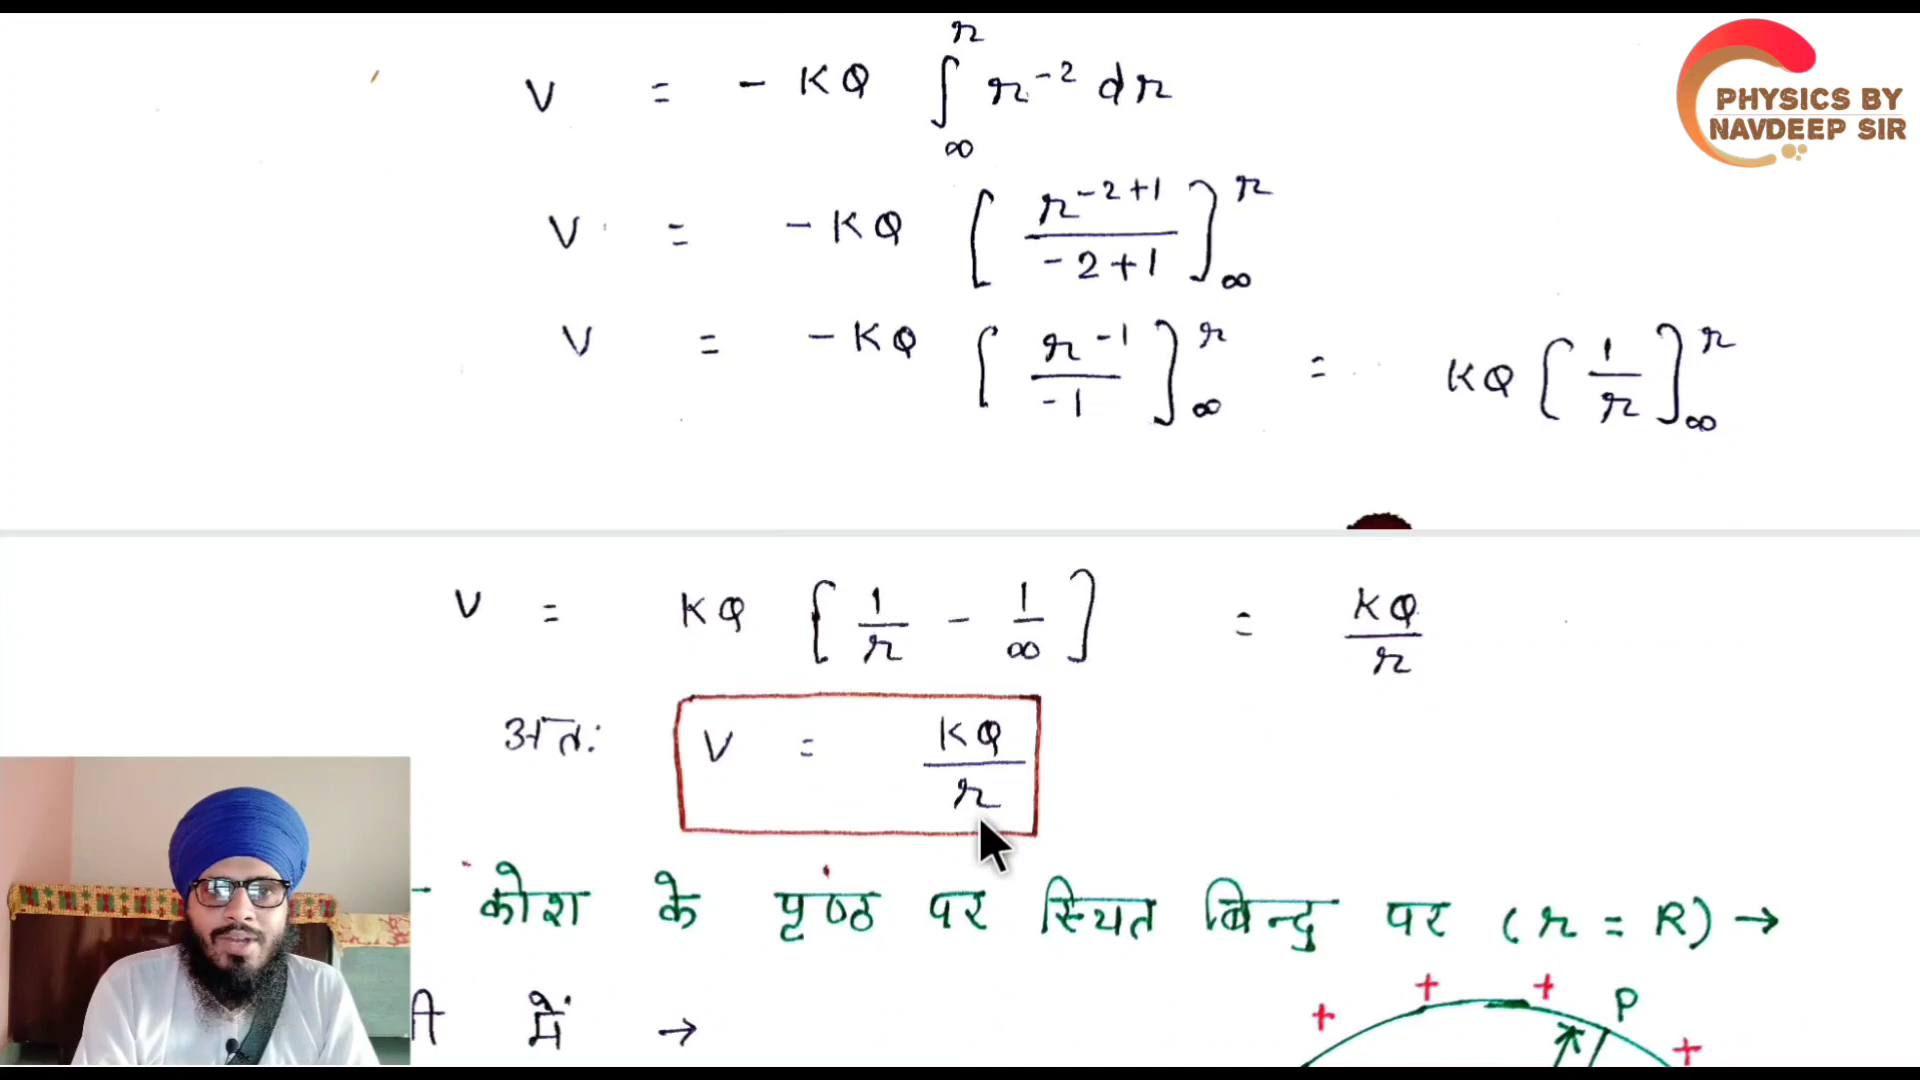 PHYSICS BY
NAVDEEP SIR
V = - KQ ∫_∞^r r^-2 dr
V = - KQ [ r^-2+1 / -2+1 ]_∞^r
V = - KQ [ r^-1 / -1 ]_∞^r = KQ [ 1/r ]_∞^r
V = KQ [ 1/r - 1/∞ ] = KQ/r
अतः V = KQ/r
कोश के पृष्ठ पर स्थित बिन्दु पर (r = R) →
में →
+ + + P +